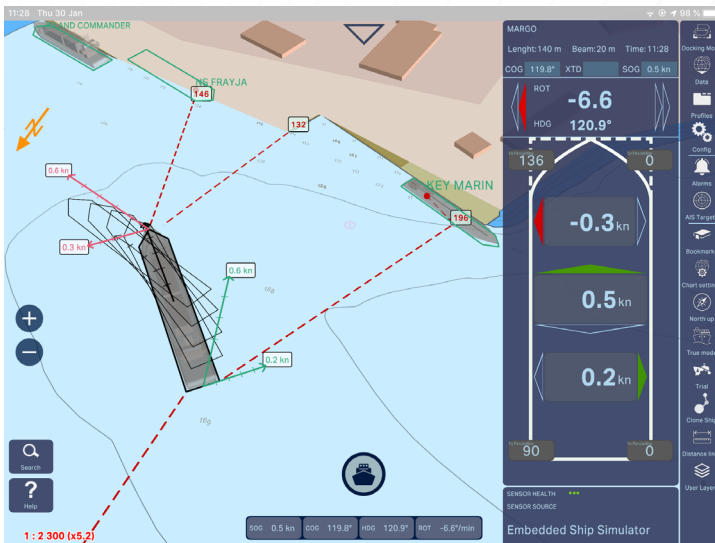 11:28 Thu 30 Jan
98 %
AND COMMANDER
NS FRAYJA
146
132
KEY MARIN
196
0.6 kn
0.3 kn
0.6 kn
0.2 kn
188
169
+
−
Search
?
Help
1 : 2 300 (x5.2)
SOG 0.5 kn COG 119.8° HDG 120.9° ROT -6.6°/min
MARGO
Lenght: 140 m Beam: 20 m Time: 11:28
COG 119.8° XTD SOG 0.5 kn
ROT -6.6
HDG 120.9°
136 0
-0.3 kn
0.5 kn
0.2 kn
90 0
SENSOR HEALTH
SENSOR SOURCE
Embedded Ship Simulator
Docking Mo
Data
Profiles
Config
Alarms
AIS Target
Bookmark
Chart settin
North up
True mod
Trial
Clone Ship
Distance lin
User Layer